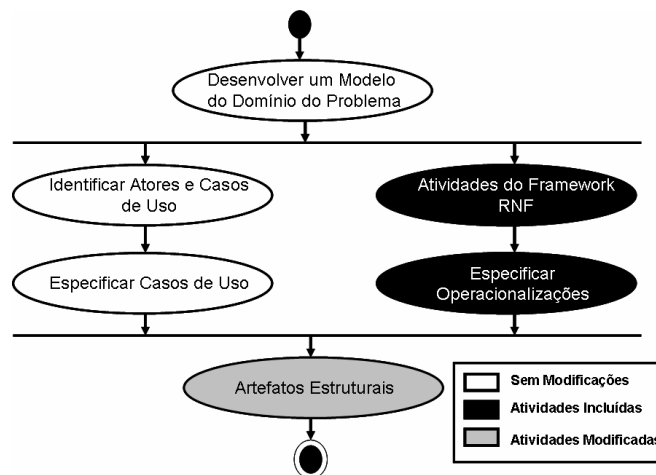 Desenvolver um Modelo
do Domínio do Problema
Identificar Atores e Casos
de Uso
Atividades do Framework
RNF
Especificar Casos de Uso
Especificar
Operacionalizações
Artefatos Estruturais
Sem Modificações
Atividades Incluídas
Atividades Modificadas